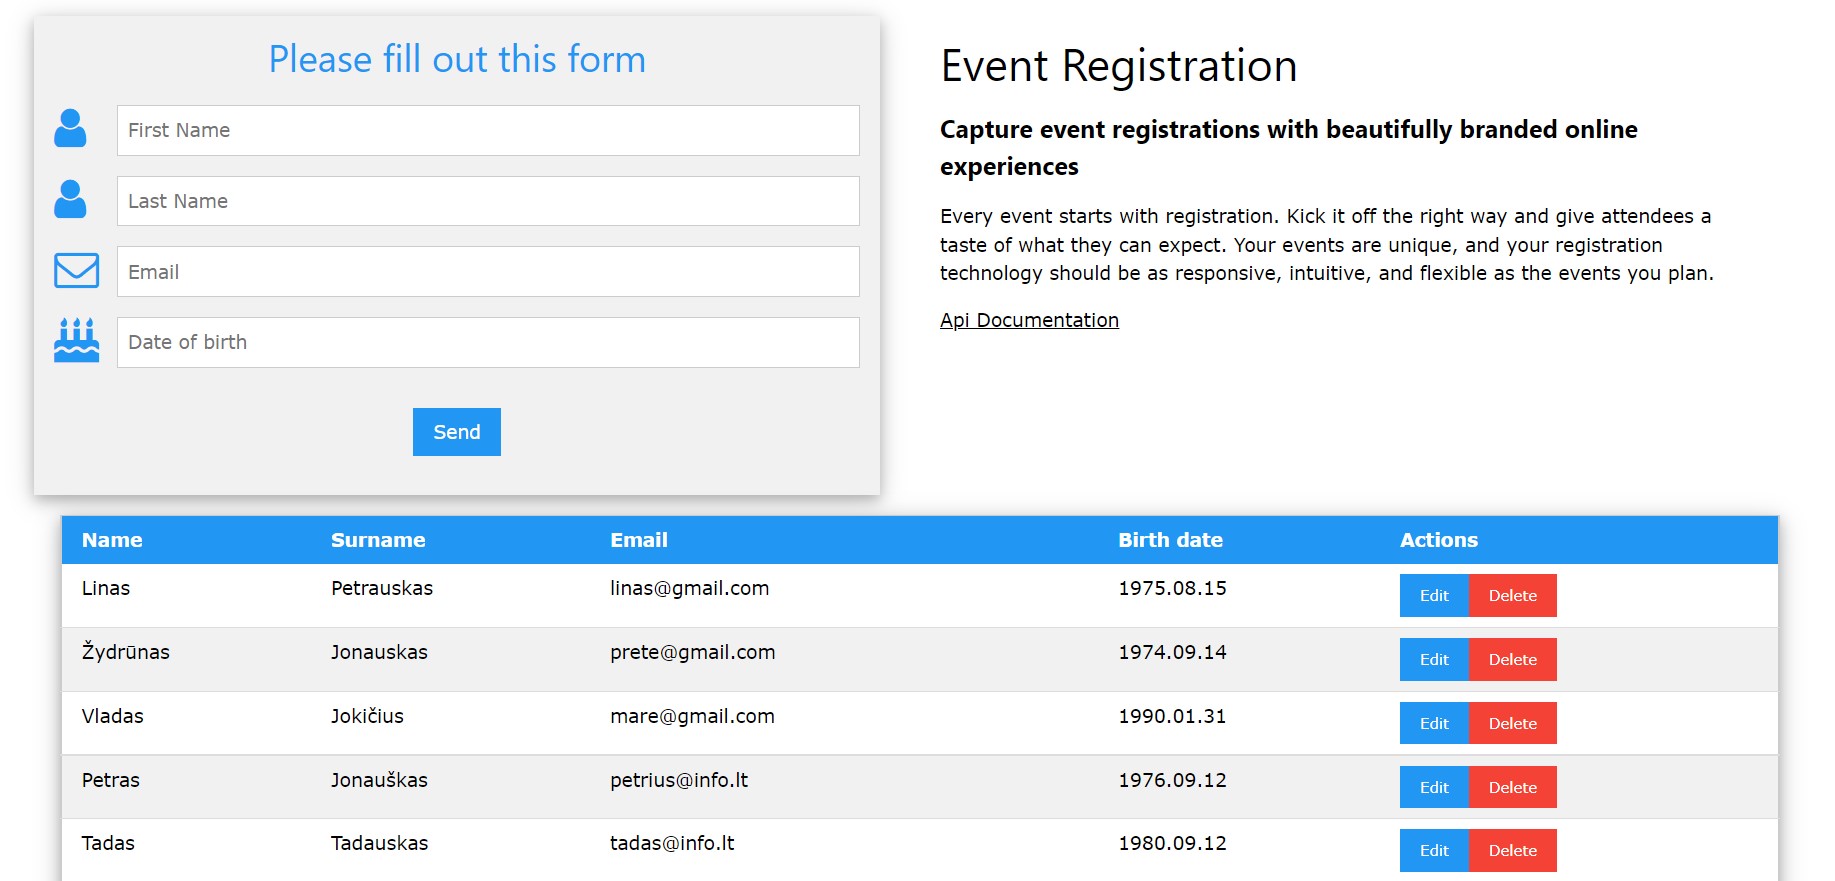 Please fill out this form
First Name
Last Name
Email
Date of birth
Send
Event Registration
Capture event registrations with beautifully branded online
experiences
Every event starts with registration. Kick it off the right way and give attendees a
taste of what they can expect. Your events are unique, and your registration
technology should be as responsive, intuitive, and flexible as the events you plan.
Api Documentation
Name Surname Email Birth date Actions
Linas Petrauskas linas@gmail.com 1975.08.15 Edit Delete
Žydrūnas Jonauskas prete@gmail.com 1974.09.14 Edit Delete
Vladas Jokičius mare@gmail.com 1990.01.31 Edit Delete
Petras Jonauškas petrius@info.lt 1976.09.12 Edit Delete
Tadas Tadauskas tadas@info.lt 1980.09.12 Edit Delete